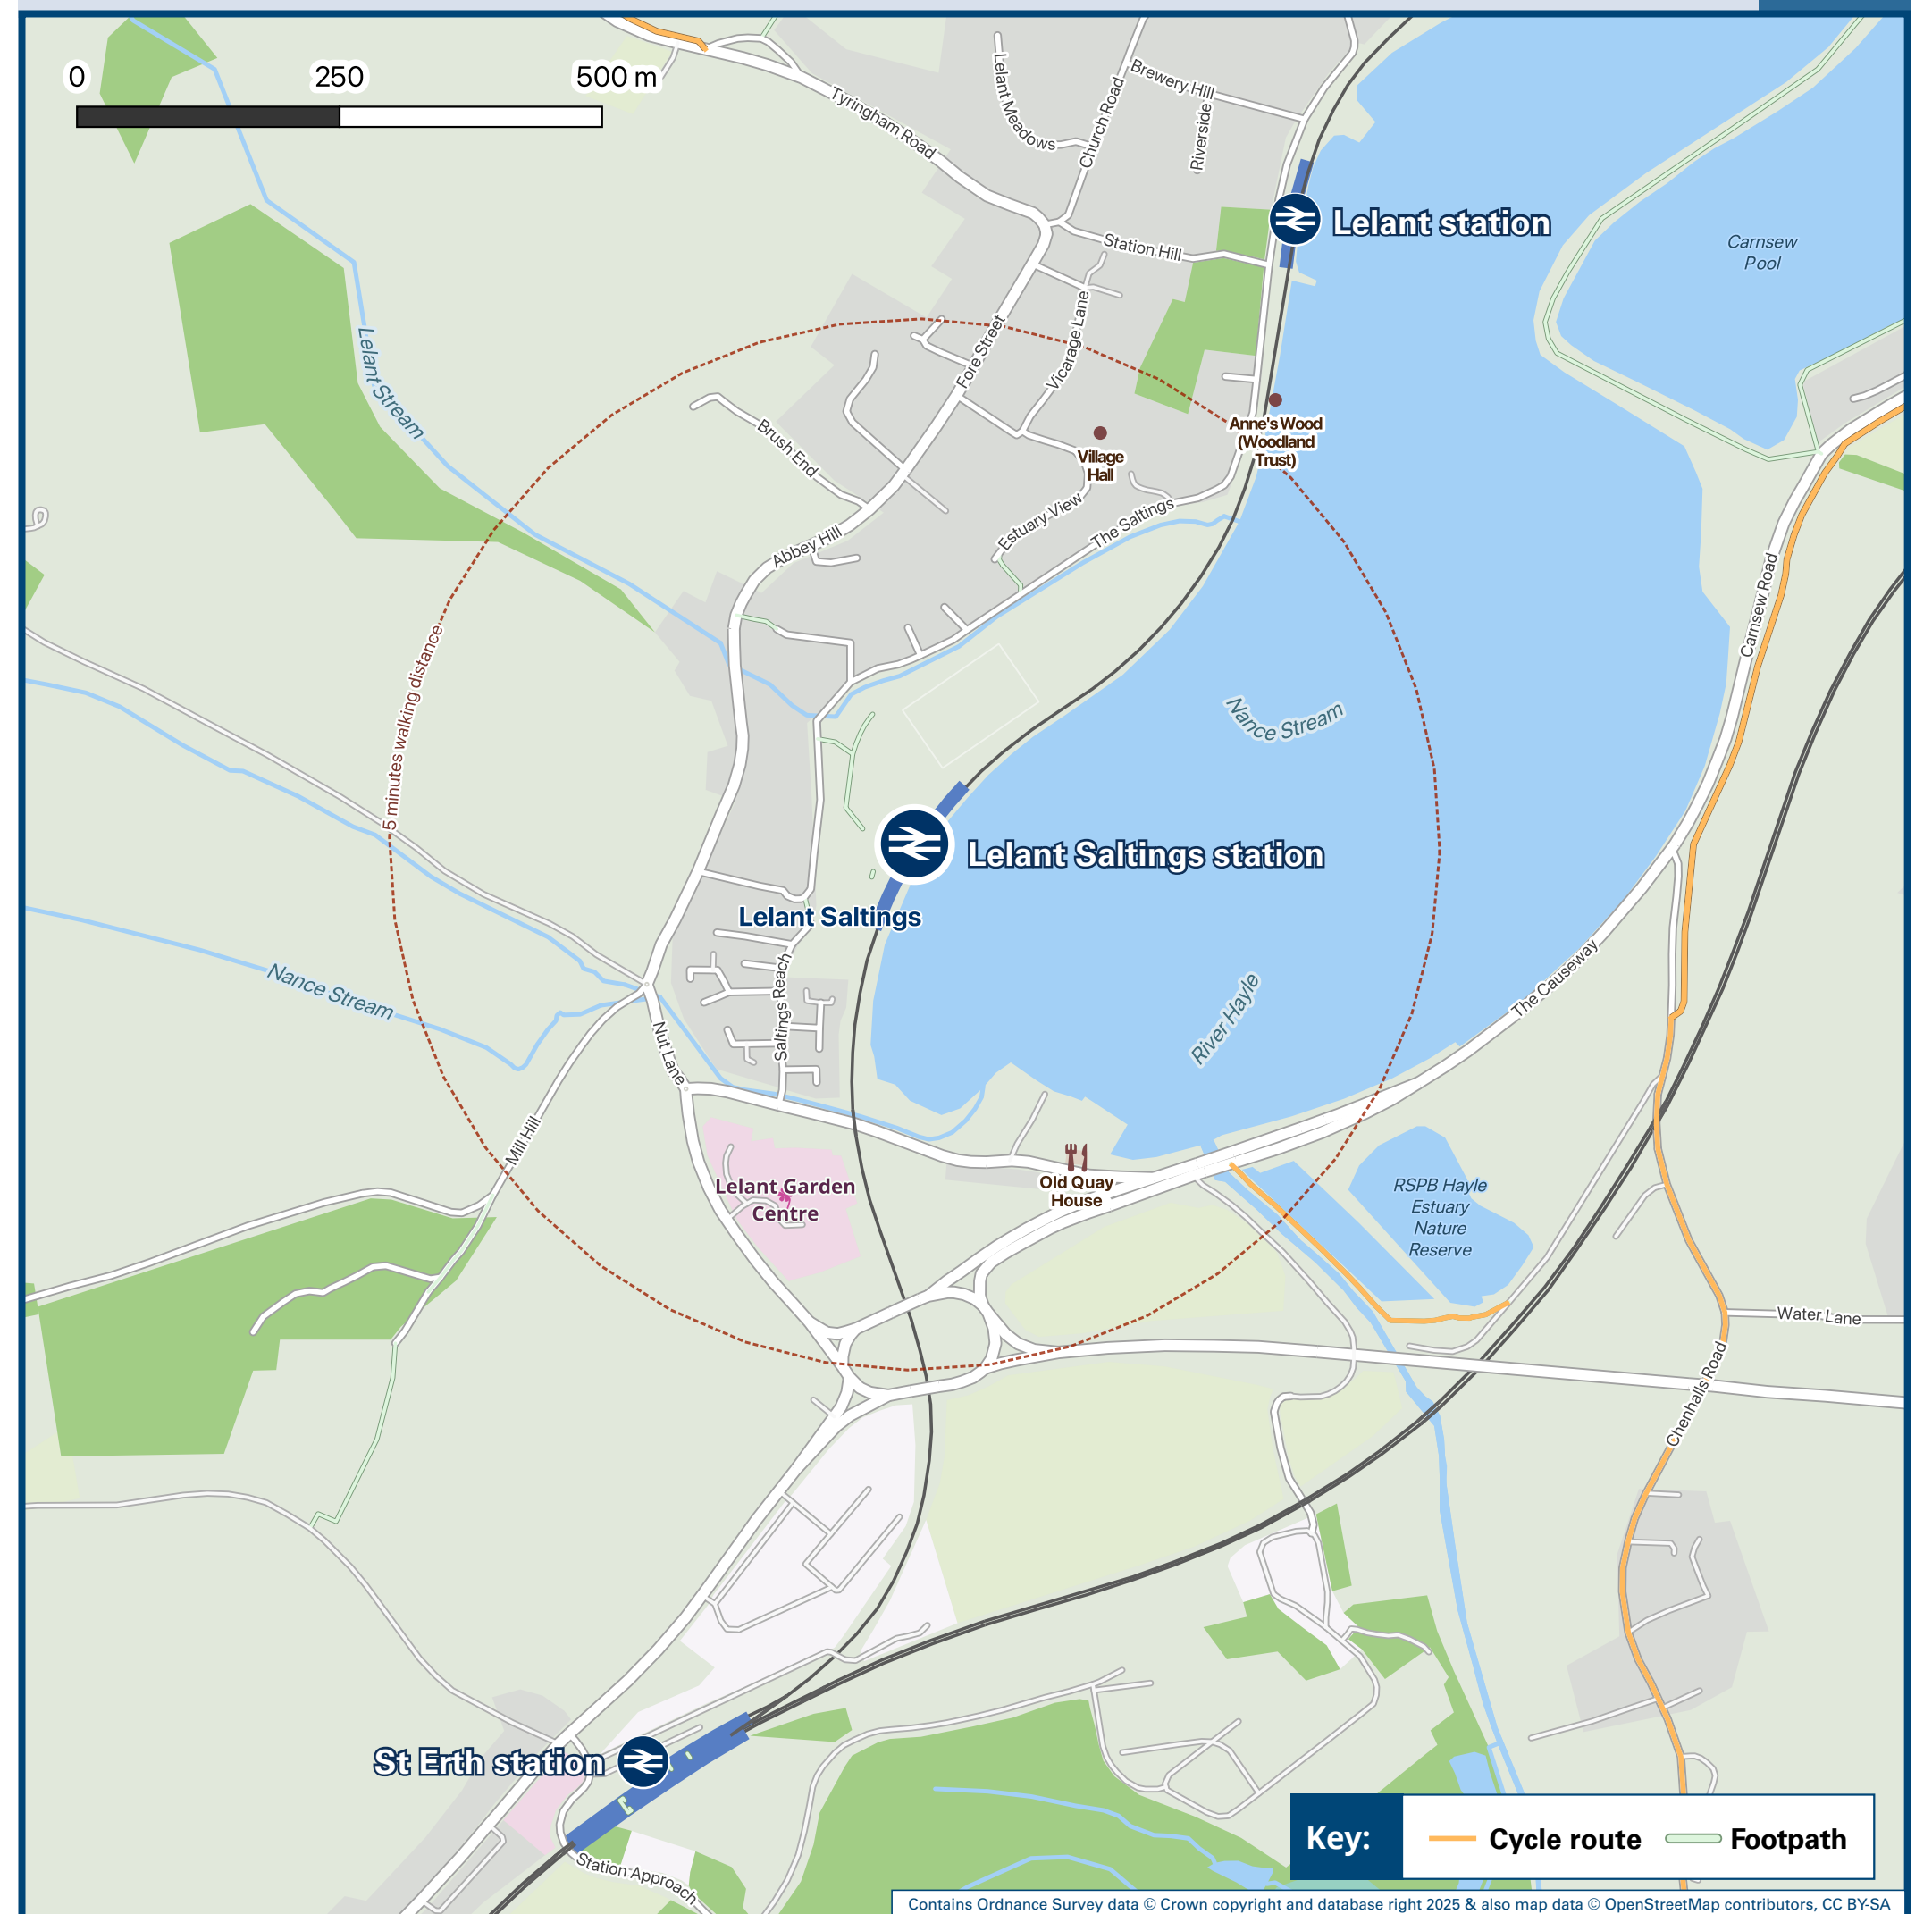 0 250 500 m
Tyringham Road
Lelant Meadows
Church Road
Brewery Hill
Riverside
Lelant station
Station Hill
Carnsew
Pool
Lelant Stream
Fore Street
Vicarage Lane
Brush End
Anne's Wood
(Woodland
Trust)
Village
Hall
Abbey Hill
Estuary View
The Saltings
Carnsew Road
5 minutes walking distance
Nance Stream
Lelant Saltings station
Lelant Saltings
Nance Stream
Saltings Reach
Nut Lane
River Hayle
The Causeway
Mill Hill
Lelant Garden
Centre
Old Quay
House
RSPB Hayle
Estuary
Nature
Reserve
Water Lane
Chenhalls Road
St Erth station
Station Approach
Key: Cycle route Footpath
Contains Ordnance Survey data © Crown copyright and database right 2025 & also map data © OpenStreetMap contributors, CC BY-SA